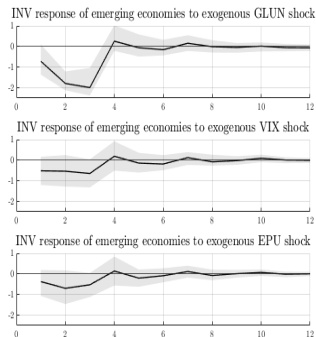 INV response of emerging economies to exogenous GLUN shock
1
0
-1
-2
0 2 4 6 8 10 12
INV response of emerging economies to exogenous VIX shock
1
0
-1
-2
0 2 4 6 8 10 12
INV response of emerging economies to exogenous EPU shock
1
0
-1
-2
0 2 4 6 8 10 12